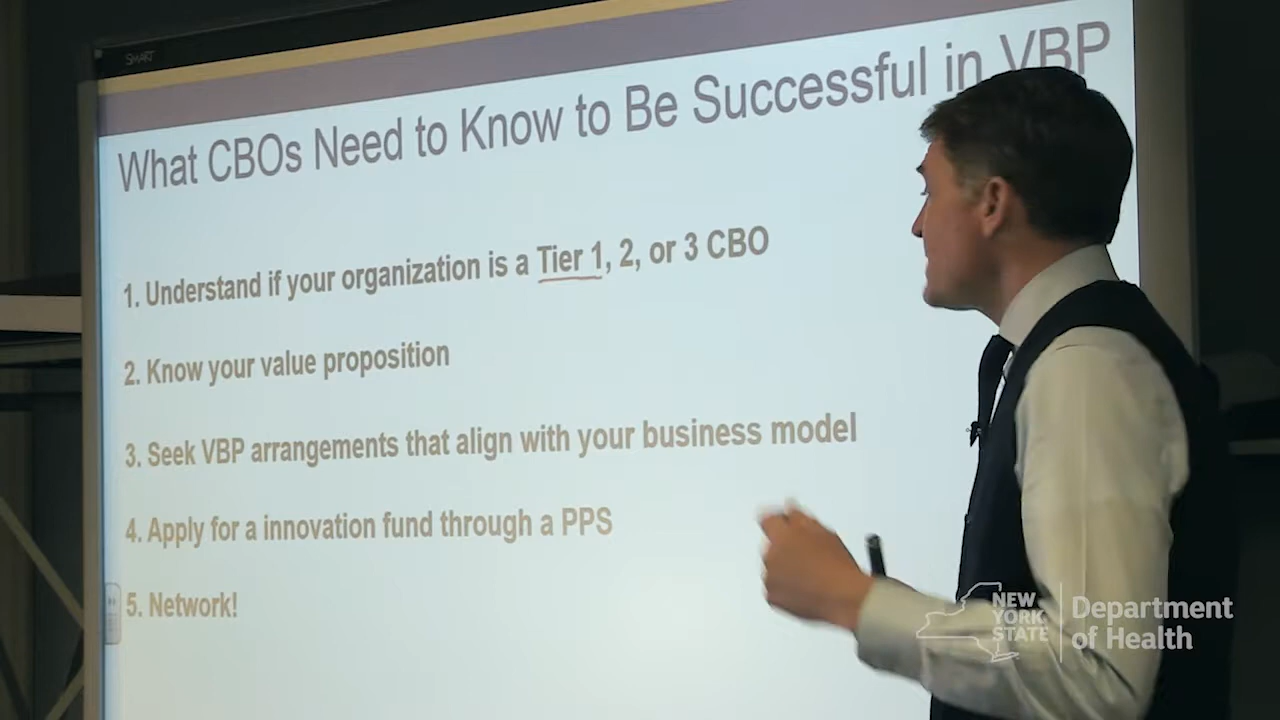 SMART
What CBOs Need to Know to Be Successful in VBP
1. Understand if your organization is a Tier 1, 2, or 3 CBO
2. Know your value proposition
3. Seek VBP arrangements that align with your business model
4. Apply for a innovation fund through a PPS
5. Network!
NEW
YORK
STATE
Department
of Health